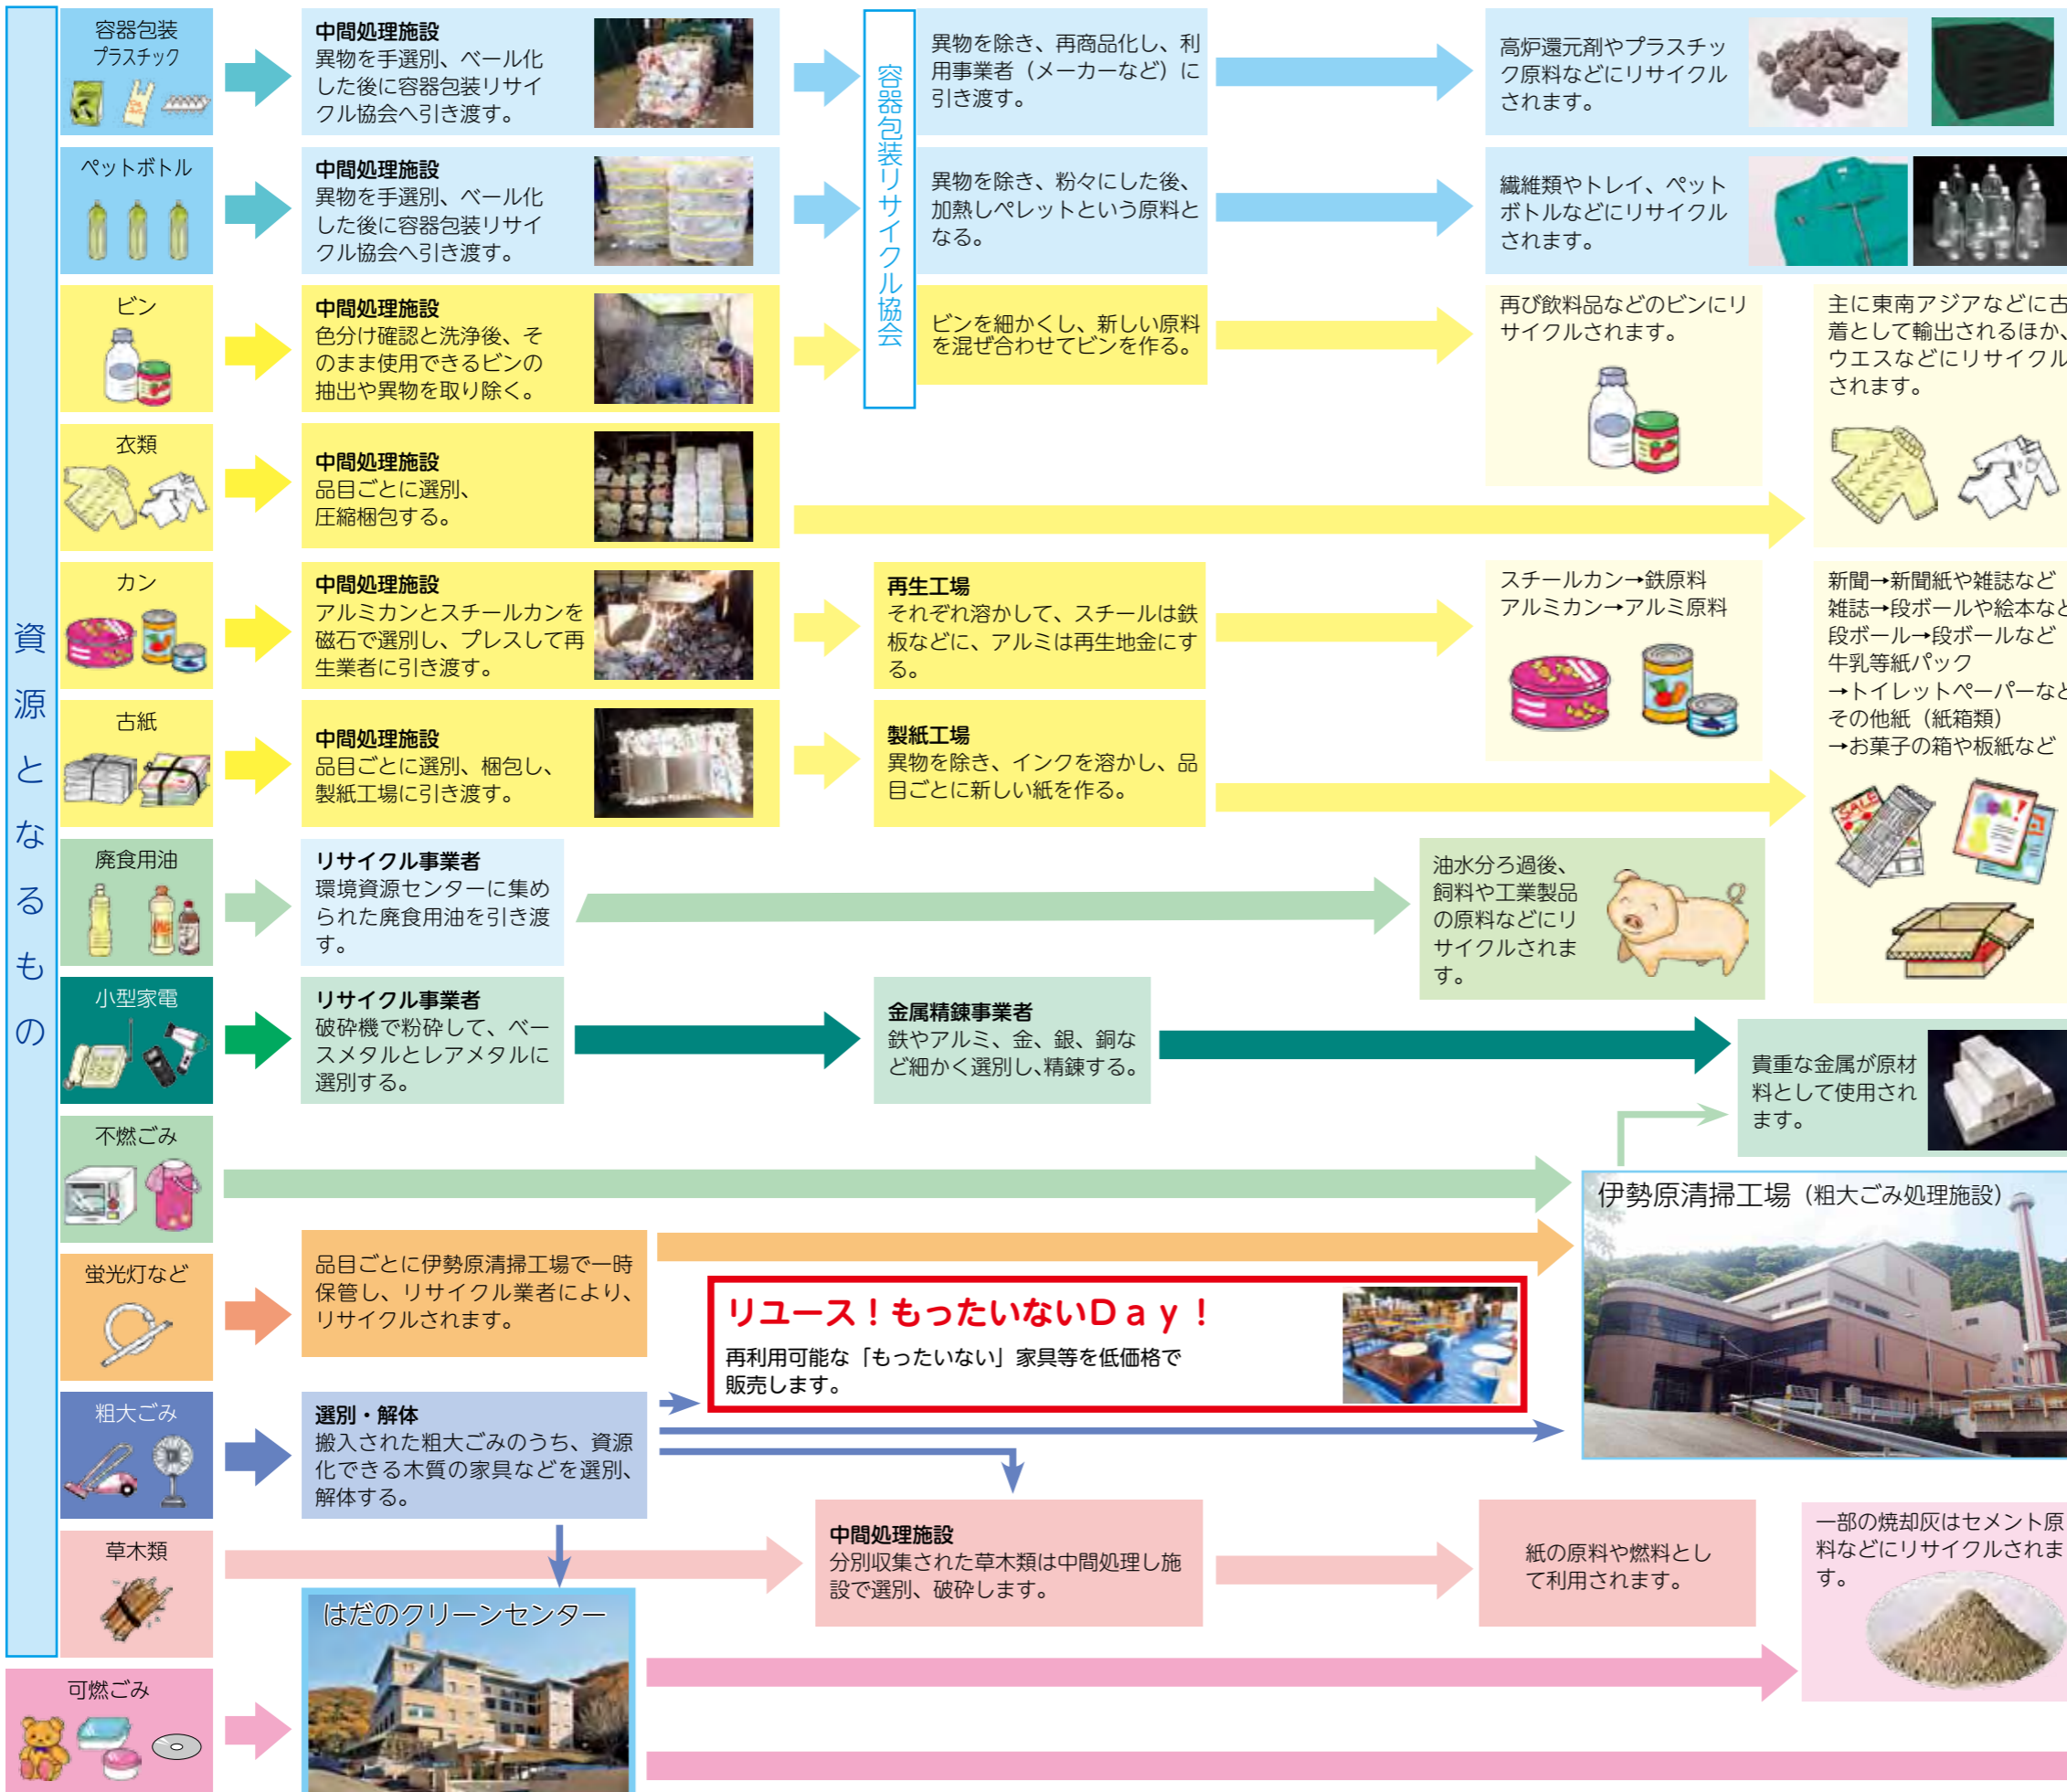 資源となるもの
容器包装
プラスチック
中間処理施設
異物を手選別、ベール化
した後に容器包装リサイ
クル協会へ引き渡す。
容器包装リサイクル協会
異物を除き、再商品化し、利
用事業者（メーカーなど）に
引き渡す。
高炉還元剤やプラスチッ
ク原料などにリサイクル
されます。
ペットボトル
中間処理施設
異物を手選別、ベール化
した後に容器包装リサイ
クル協会へ引き渡す。
異物を除き、粉々にした後、
加熱しペレットという原料と
なる。
繊維類やトレイ、ペット
ボトルなどにリサイクル
されます。
ビン
中間処理施設
色分け確認と洗浄後、そ
のまま使用できるビンの
抽出や異物を取り除く。
ビンを細かくし、新しい原料
を混ぜ合わせてビンを作る。
再び飲料品などのビンにリ
サイクルされます。
衣類
中間処理施設
品目ごとに選別、
圧縮梱包する。
主に東南アジアなどに古
着として輸出されるほか、
ウエスなどにリサイクル
されます。
カン
中間処理施設
アルミカンとスチールカンを
磁石で選別し、プレスして再
生業者に引き渡す。
再生工場
それぞれ溶かして、スチールは鉄
板などに、アルミは再生地金にす
る。
スチールカン→鉄原料
アルミカン→アルミ原料
古紙
中間処理施設
品目ごとに選別、梱包し、
製紙工場に引き渡す。
製紙工場
異物を除き、インクを溶かし、品
目ごとに新しい紙を作る。
新聞→新聞紙や雑誌など
雑誌→段ボールや絵本など
段ボール→段ボールなど
牛乳等紙パック
→トイレットペーパーなど
その他紙（紙箱類）
→お菓子の箱や板紙など
SALE
廃食用油
リサイクル事業者
環境資源センターに集め
られた廃食用油を引き渡
す。
油水分ろ過後、
飼料や工業製品
の原料などにリ
サイクルされま
す。
小型家電
リサイクル事業者
破砕機で粉砕して、ベー
スメタルとレアメタルに
選別する。
金属精錬事業者
鉄やアルミ、金、銀、銅な
ど細かく選別し、精錬する。
貴重な金属が原材
料として使用され
ます。
不燃ごみ
伊勢原清掃工場（粗大ごみ処理施設）
蛍光灯など
品目ごとに伊勢原清掃工場で一時
保管し、リサイクル業者により、
リサイクルされます。
リユース！もったいないＤａｙ！
再利用可能な「もったいない」家具等を低価格で
販売します。
粗大ごみ
選別・解体
搬入された粗大ごみのうち、資源
化できる木質の家具などを選別、
解体する。
草木類
中間処理施設
分別収集された草木類は中間処理し施
設で選別、破砕します。
紙の原料や燃料とし
て利用されます。
一部の焼却灰はセメント原
料などにリサイクルされま
す。
可燃ごみ
はだのクリーンセンター